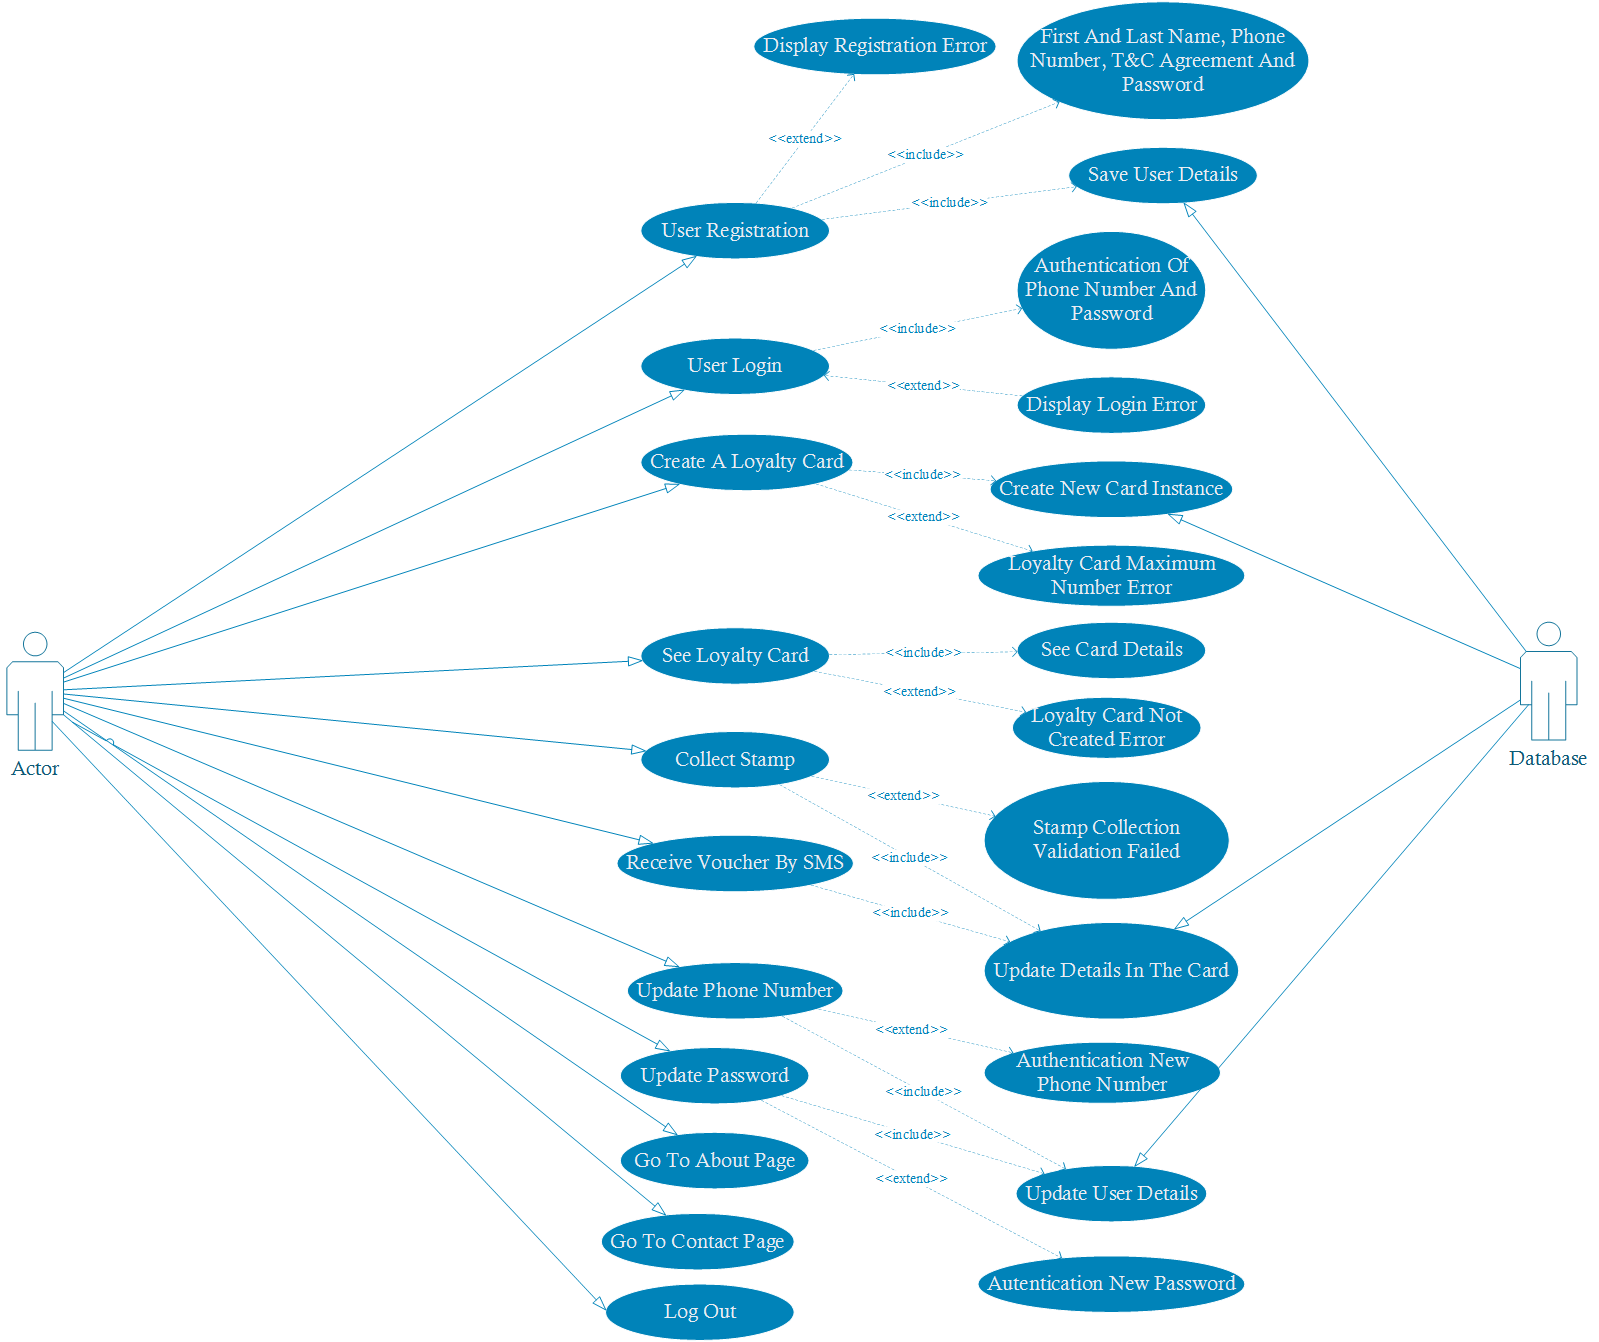 Display Registration Error
First And Last Name, Phone
Number, T&C Agreement And
Password
<<extend>>
<<include>>
Save User Details
<<include>>
User Registration
Authentication Of
Phone Number And
Password
<<include>>
User Login
<<extend>>
Display Login Error
Create A Loyalty Card
<<include>>
Create New Card Instance
<<extend>>
Loyalty Card Maximum
Number Error
See Loyalty Card
<<include>>
See Card Details
<<extend>>
Loyalty Card Not
Created Error
Actor
Database
Collect Stamp
<<extend>>
Stamp Collection
Validation Failed
<<include>>
Receive Voucher By SMS
<<include>>
Update Details In The Card
Update Phone Number
<<extend>>
Authentication New
Phone Number
Update Password
<<include>>
<<include>>
Go To About Page
<<extend>>
Update User Details
Go To Contact Page
Autentication New Password
Log Out